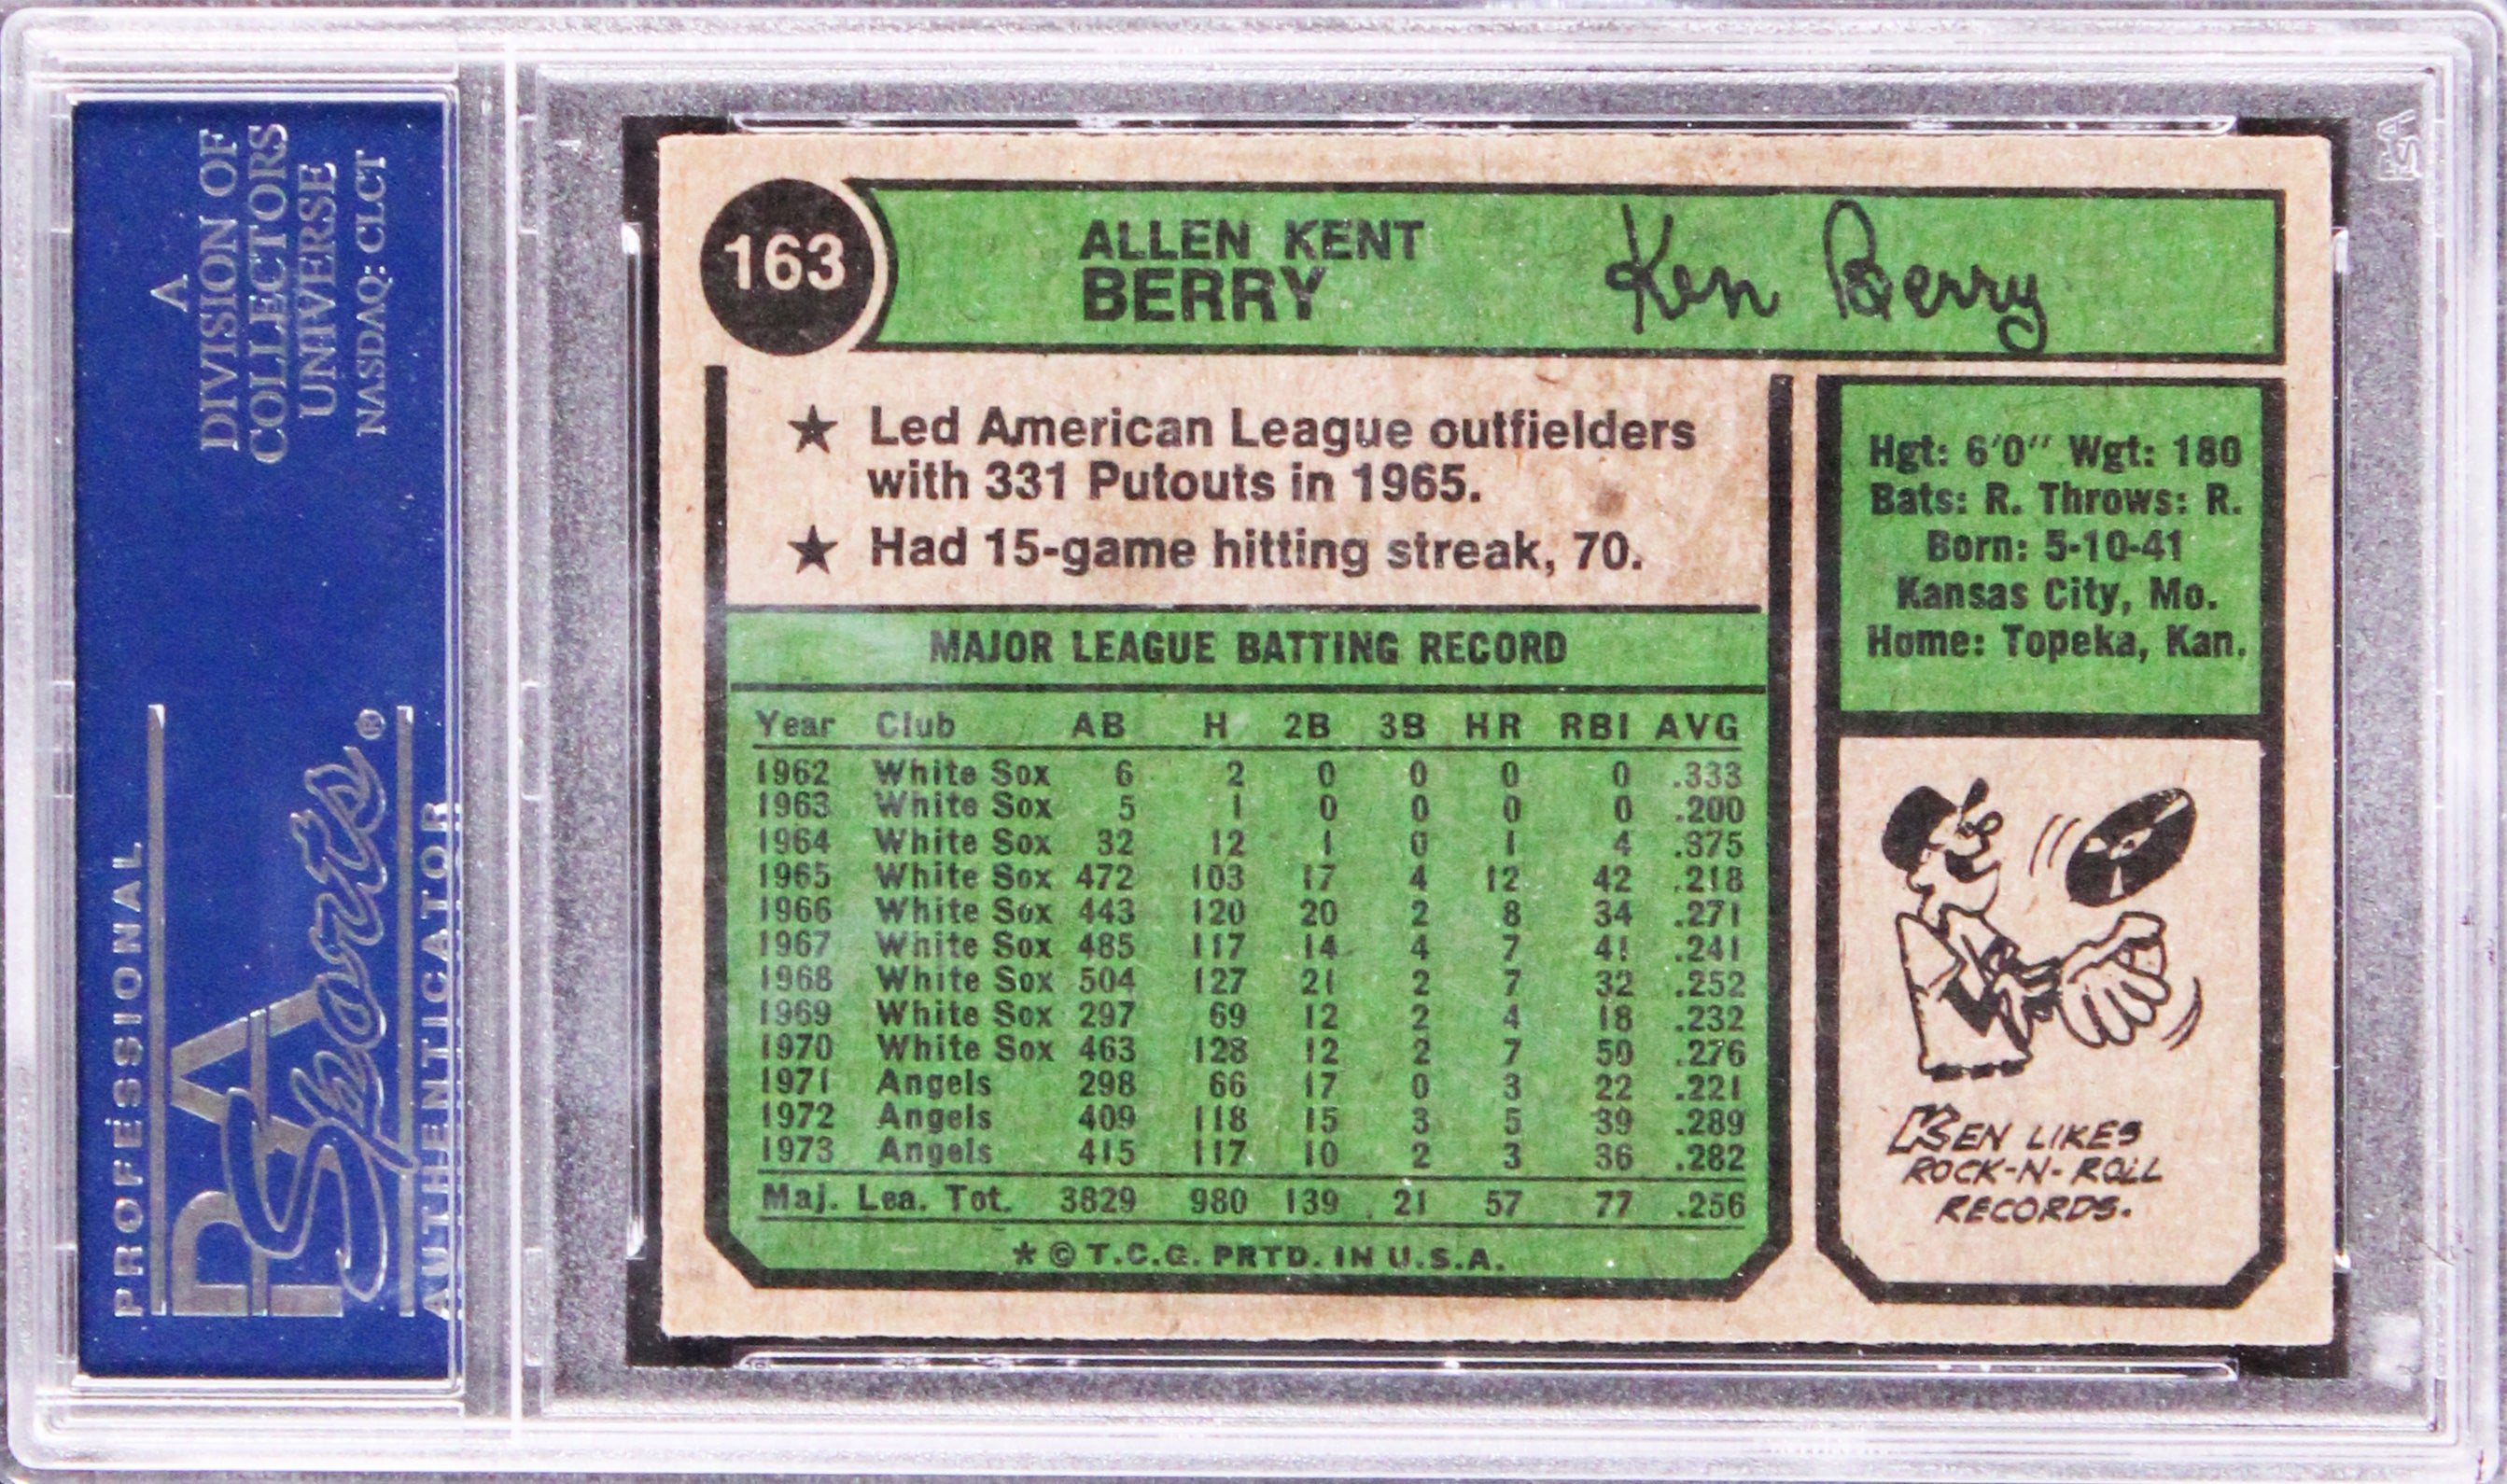 A
DIVISION OF
COLLECTORS
UNIVERSE
NASDAQ: CLCT
PROFESSIONAL
PSA
Sports®
AUTHENTICATOR
163
ALLEN KENT
BERRY
Ken Berry
★ Led American League outfielders
with 331 Putouts in 1965.
★ Had 15-game hitting streak, 70.
MAJOR LEAGUE BATTING RECORD
Year Club AB H 2B 3B HR RBI AVG
1962 White Sox 6 2 0 0 0 0 .333
1963 White Sox 5 1 0 0 0 0 .200
1964 White Sox 32 12 1 0 1 4 .375
1965 White Sox 472 103 17 4 12 42 .218
1966 White Sox 443 120 20 2 8 34 .271
1967 White Sox 485 117 14 4 7 41 .241
1968 White Sox 504 127 21 2 7 32 .252
1969 White Sox 297 69 12 2 4 18 .232
1970 White Sox 463 128 12 2 7 50 .276
1971 Angels 298 66 17 0 3 22 .221
1972 Angels 409 118 15 3 5 39 .289
1973 Angels 415 117 10 2 3 36 .282
Maj. Lea. Tot. 3829 980 139 21 57 77 .256
* © T.C.G. PRTD. IN U.S.A.
Hgt: 6'0" Wgt: 180
Bats: R. Throws: R.
Born: 5-10-41
Kansas City, Mo.
Home: Topeka, Kan.
KEN LIKES
ROCK-N-ROLL
RECORDS.
PSA